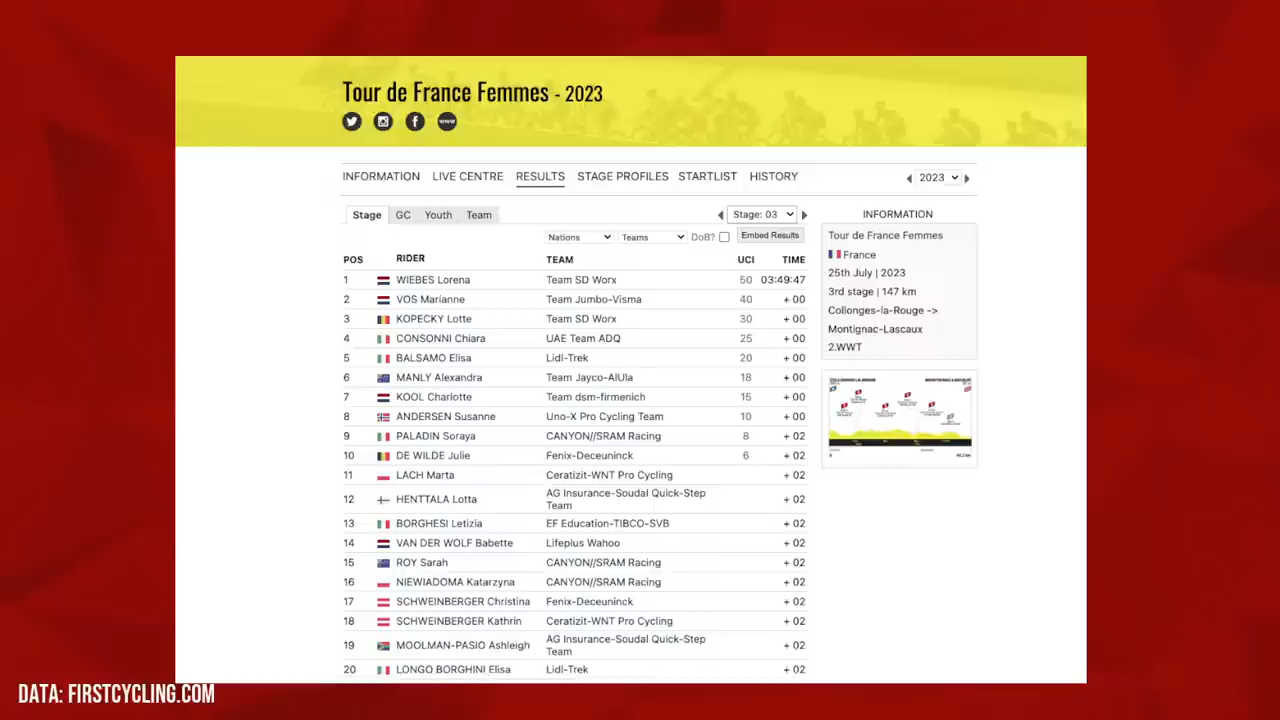 Tour de France Femmes - 2023
www
INFORMATION LIVE CENTRE RESULTS STAGE PROFILES STARTLIST HISTORY 2023
Stage GC Youth Team Stage: 03 INFORMATION
Nations Teams DoB? Embed Results
Tour de France Femmes
France
25th July | 2023
3rd stage | 147 km
Collonges-la-Rouge ->
Montignac-Lascaux
2.WWT
POS RIDER TEAM UCI TIME
1 WIEBES Lorena Team SD Worx 50 03:49:47
2 VOS Marianne Team Jumbo-Visma 40 + 00
3 KOPECKY Lotte Team SD Worx 30 + 00
4 CONSONNI Chiara UAE Team ADQ 25 + 00
5 BALSAMO Elisa Lidl-Trek 20 + 00
6 MANLY Alexandra Team Jayco-AlUla 18 + 00
7 KOOL Charlotte Team dsm-firmenich 15 + 00
8 ANDERSEN Susanne Uno-X Pro Cycling Team 10 + 00
9 PALADIN Soraya CANYON//SRAM Racing 8 + 02
10 DE WILDE Julie Fenix-Deceuninck 6 + 02
11 LACH Marta Ceratizit-WNT Pro Cycling + 02
12 HENTTALA Lotta AG Insurance-Soudal Quick-Step
Team + 02
13 BORGHESI Letizia EF Education-TIBCO-SVB + 02
14 VAN DER WOLF Babette Lifeplus Wahoo + 02
15 ROY Sarah CANYON//SRAM Racing + 02
16 NIEWIADOMA Katarzyna CANYON//SRAM Racing + 02
17 SCHWEINBERGER Christina Fenix-Deceuninck + 02
18 SCHWEINBERGER Kathrin Ceratizit-WNT Pro Cycling + 02
19 MOOLMAN-PASIO Ashleigh AG Insurance-Soudal Quick-Step
Team + 02
20 LONGO BORGHINI Elisa Lidl-Trek + 02
DATA: FIRSTCYCLING.COM